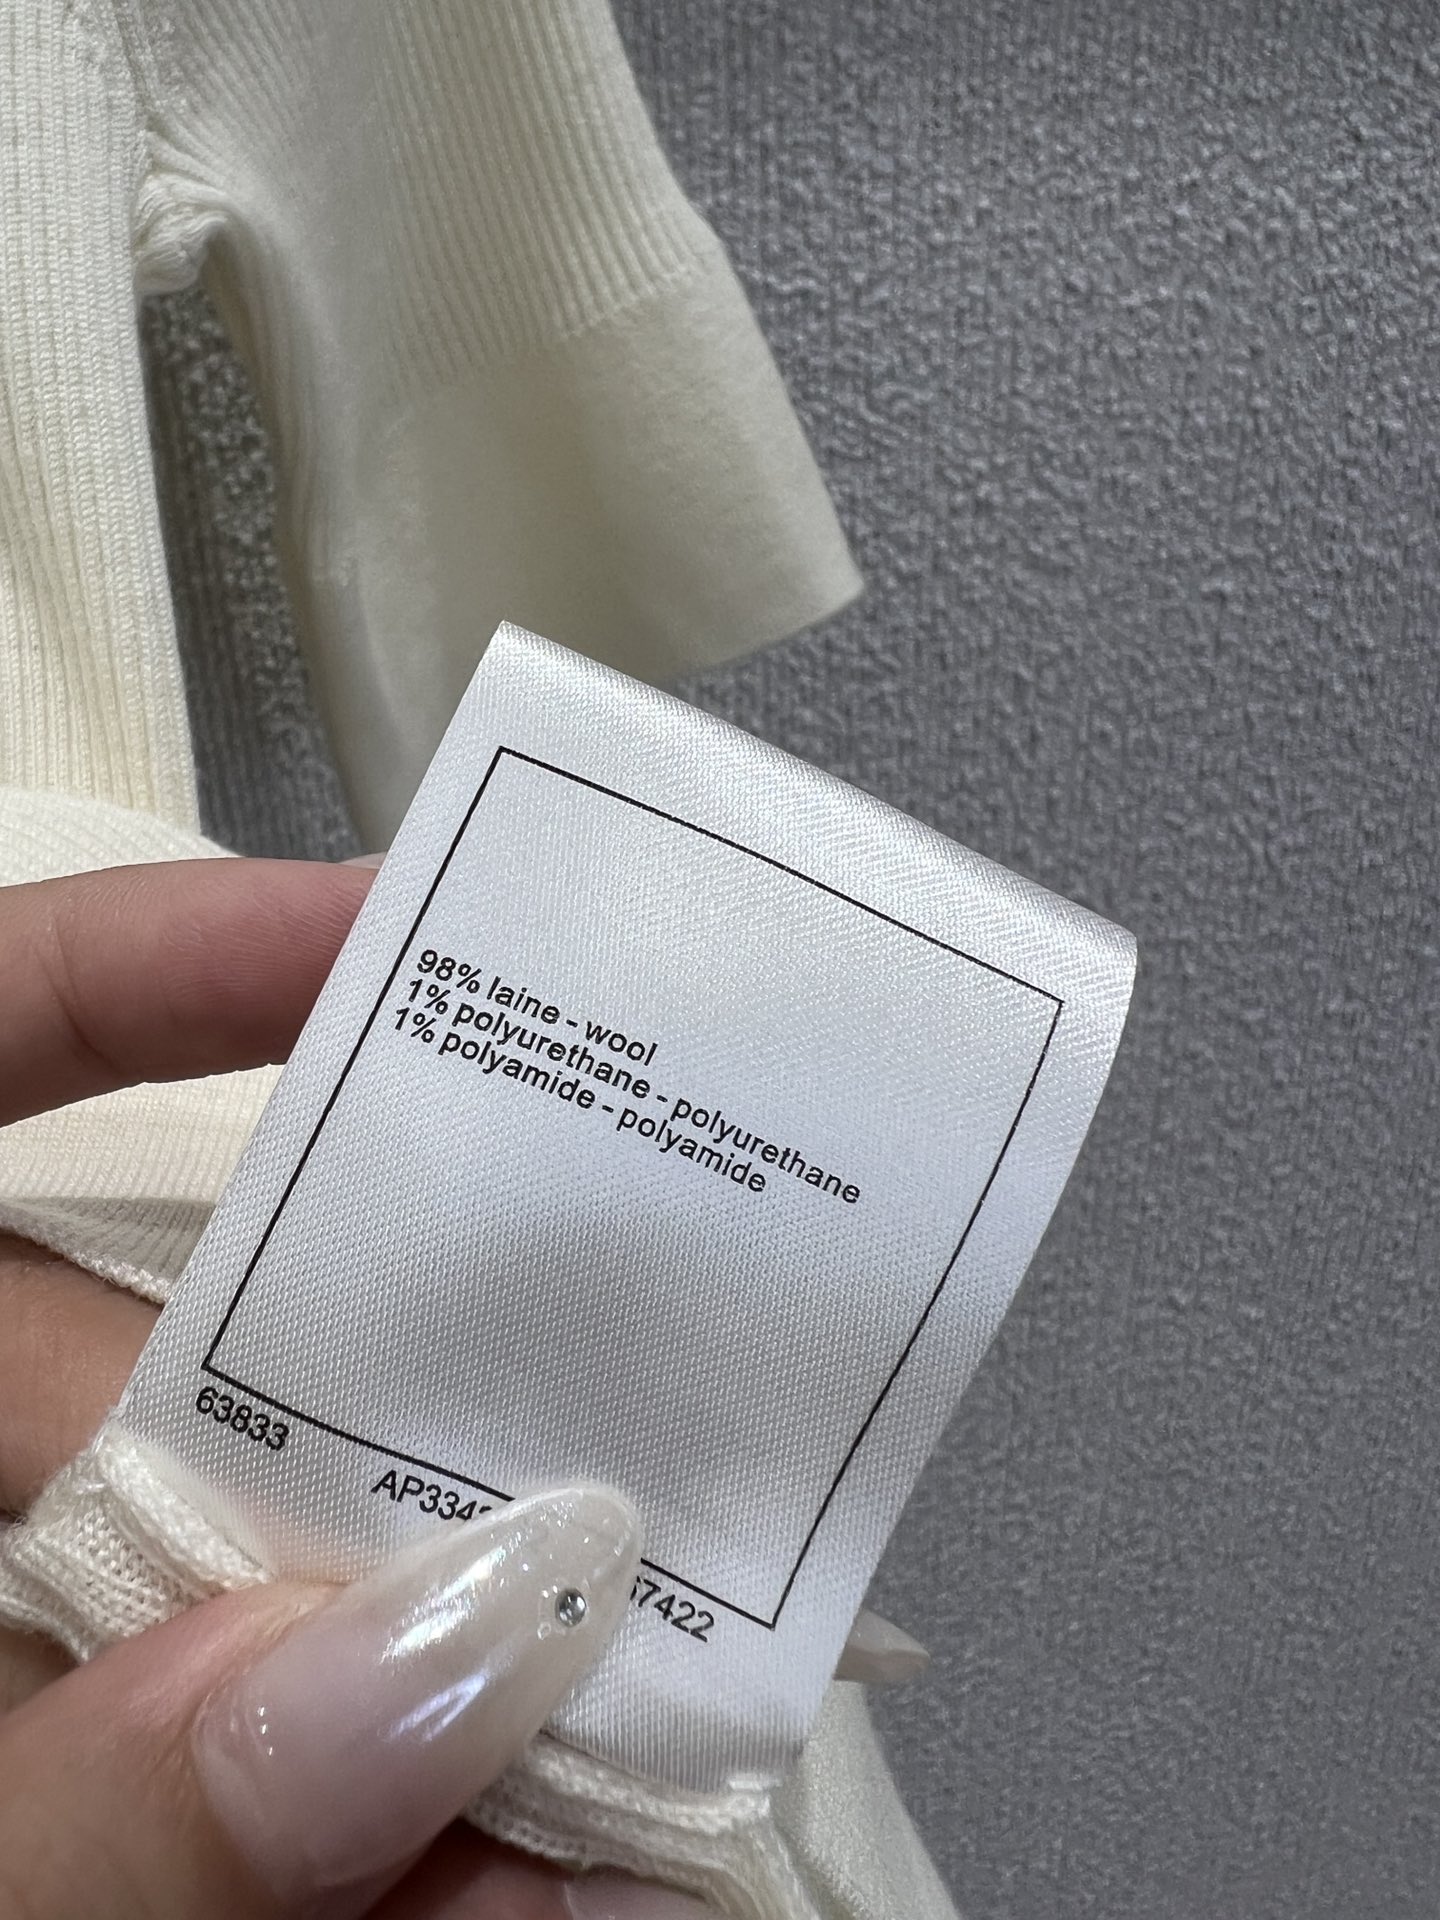 98% laine - wool
1% polyurethane - polyurethane
1% polyamide - polyamide
63833